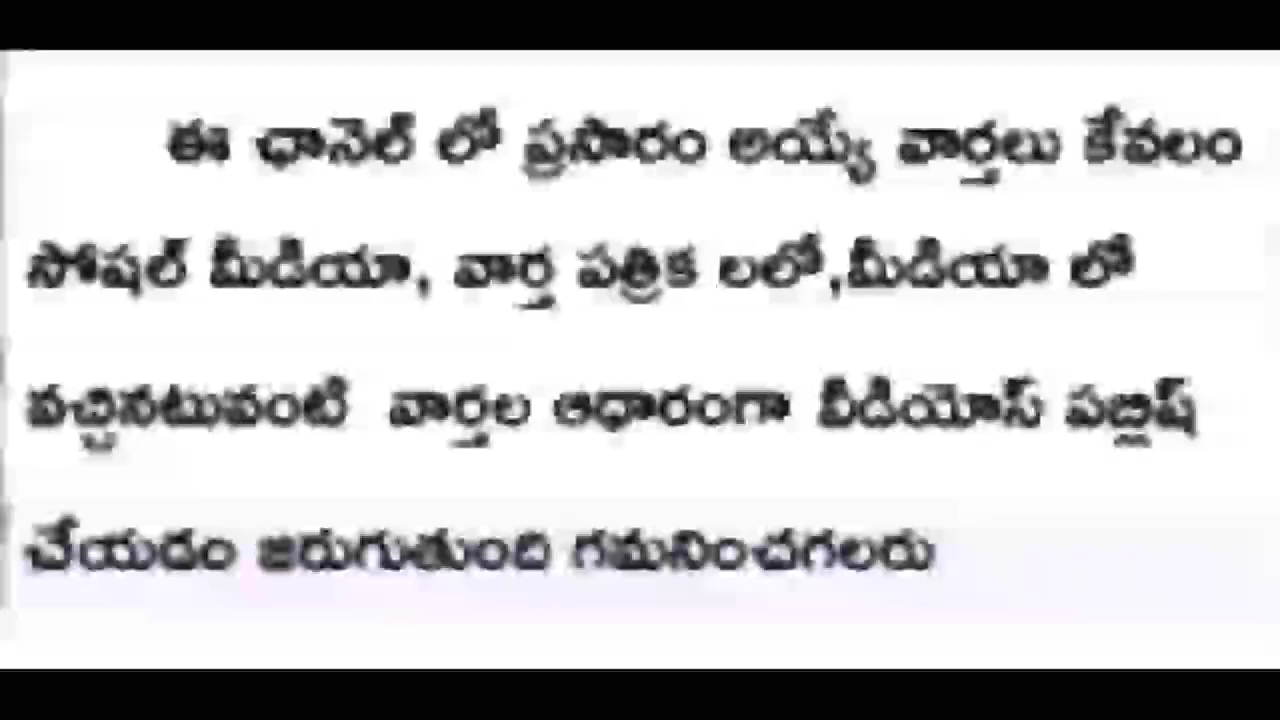 ఈ ఛానెల్ లో ప్రసారం అయ్యే వార్తలు కేవలం
సోషల్ మీడియా, వార్త పత్రిక లలో,మీడియా లో
వచ్చినటువంటి వార్తల ఆధారంగా వీడియోస్ పబ్లిష్
చేయడం జరుగుతుంది గమనించగలరు